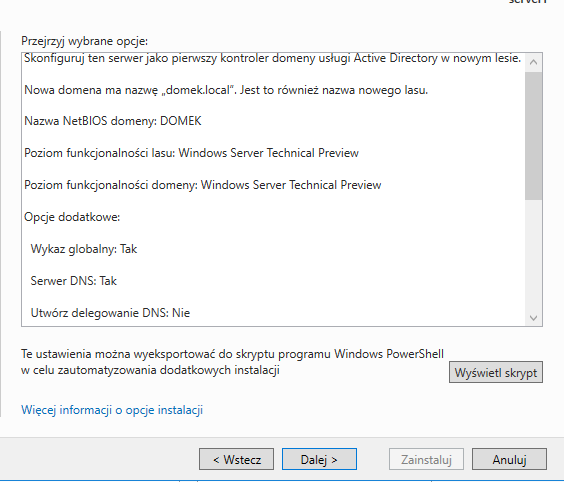 Przejrzyj wybrane opcje:
Skonfiguruj ten serwer jako pierwszy kontroler domeny usługi Active Directory w nowym lesie.
Nowa domena ma nazwę „domek.local”. Jest to również nazwa nowego lasu.
Nazwa NetBIOS domeny: DOMEK
Poziom funkcjonalności lasu: Windows Server Technical Preview
Poziom funkcjonalności domeny: Windows Server Technical Preview
Opcje dodatkowe:
Wykaz globalny: Tak
Serwer DNS: Tak
Utwórz delegowanie DNS: Nie
Te ustawienia można wyeksportować do skryptu programu Windows PowerShell
w celu zautomatyzowania dodatkowych instalacji
Wyświetl skrypt
Więcej informacji o opcje instalacji
< Wstecz
Dalej >
Zainstaluj
Anuluj